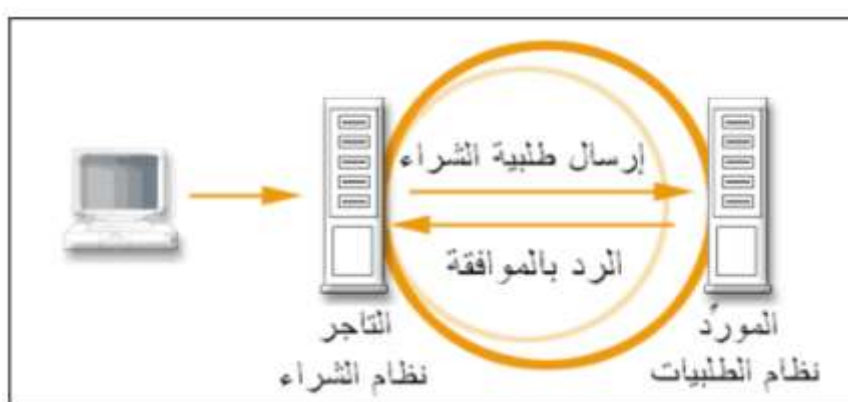 إرسال طلبية الشراء
الرد بالموافقة
المورِّد
نظام الطلبيات
التاجر
نظام الشراء